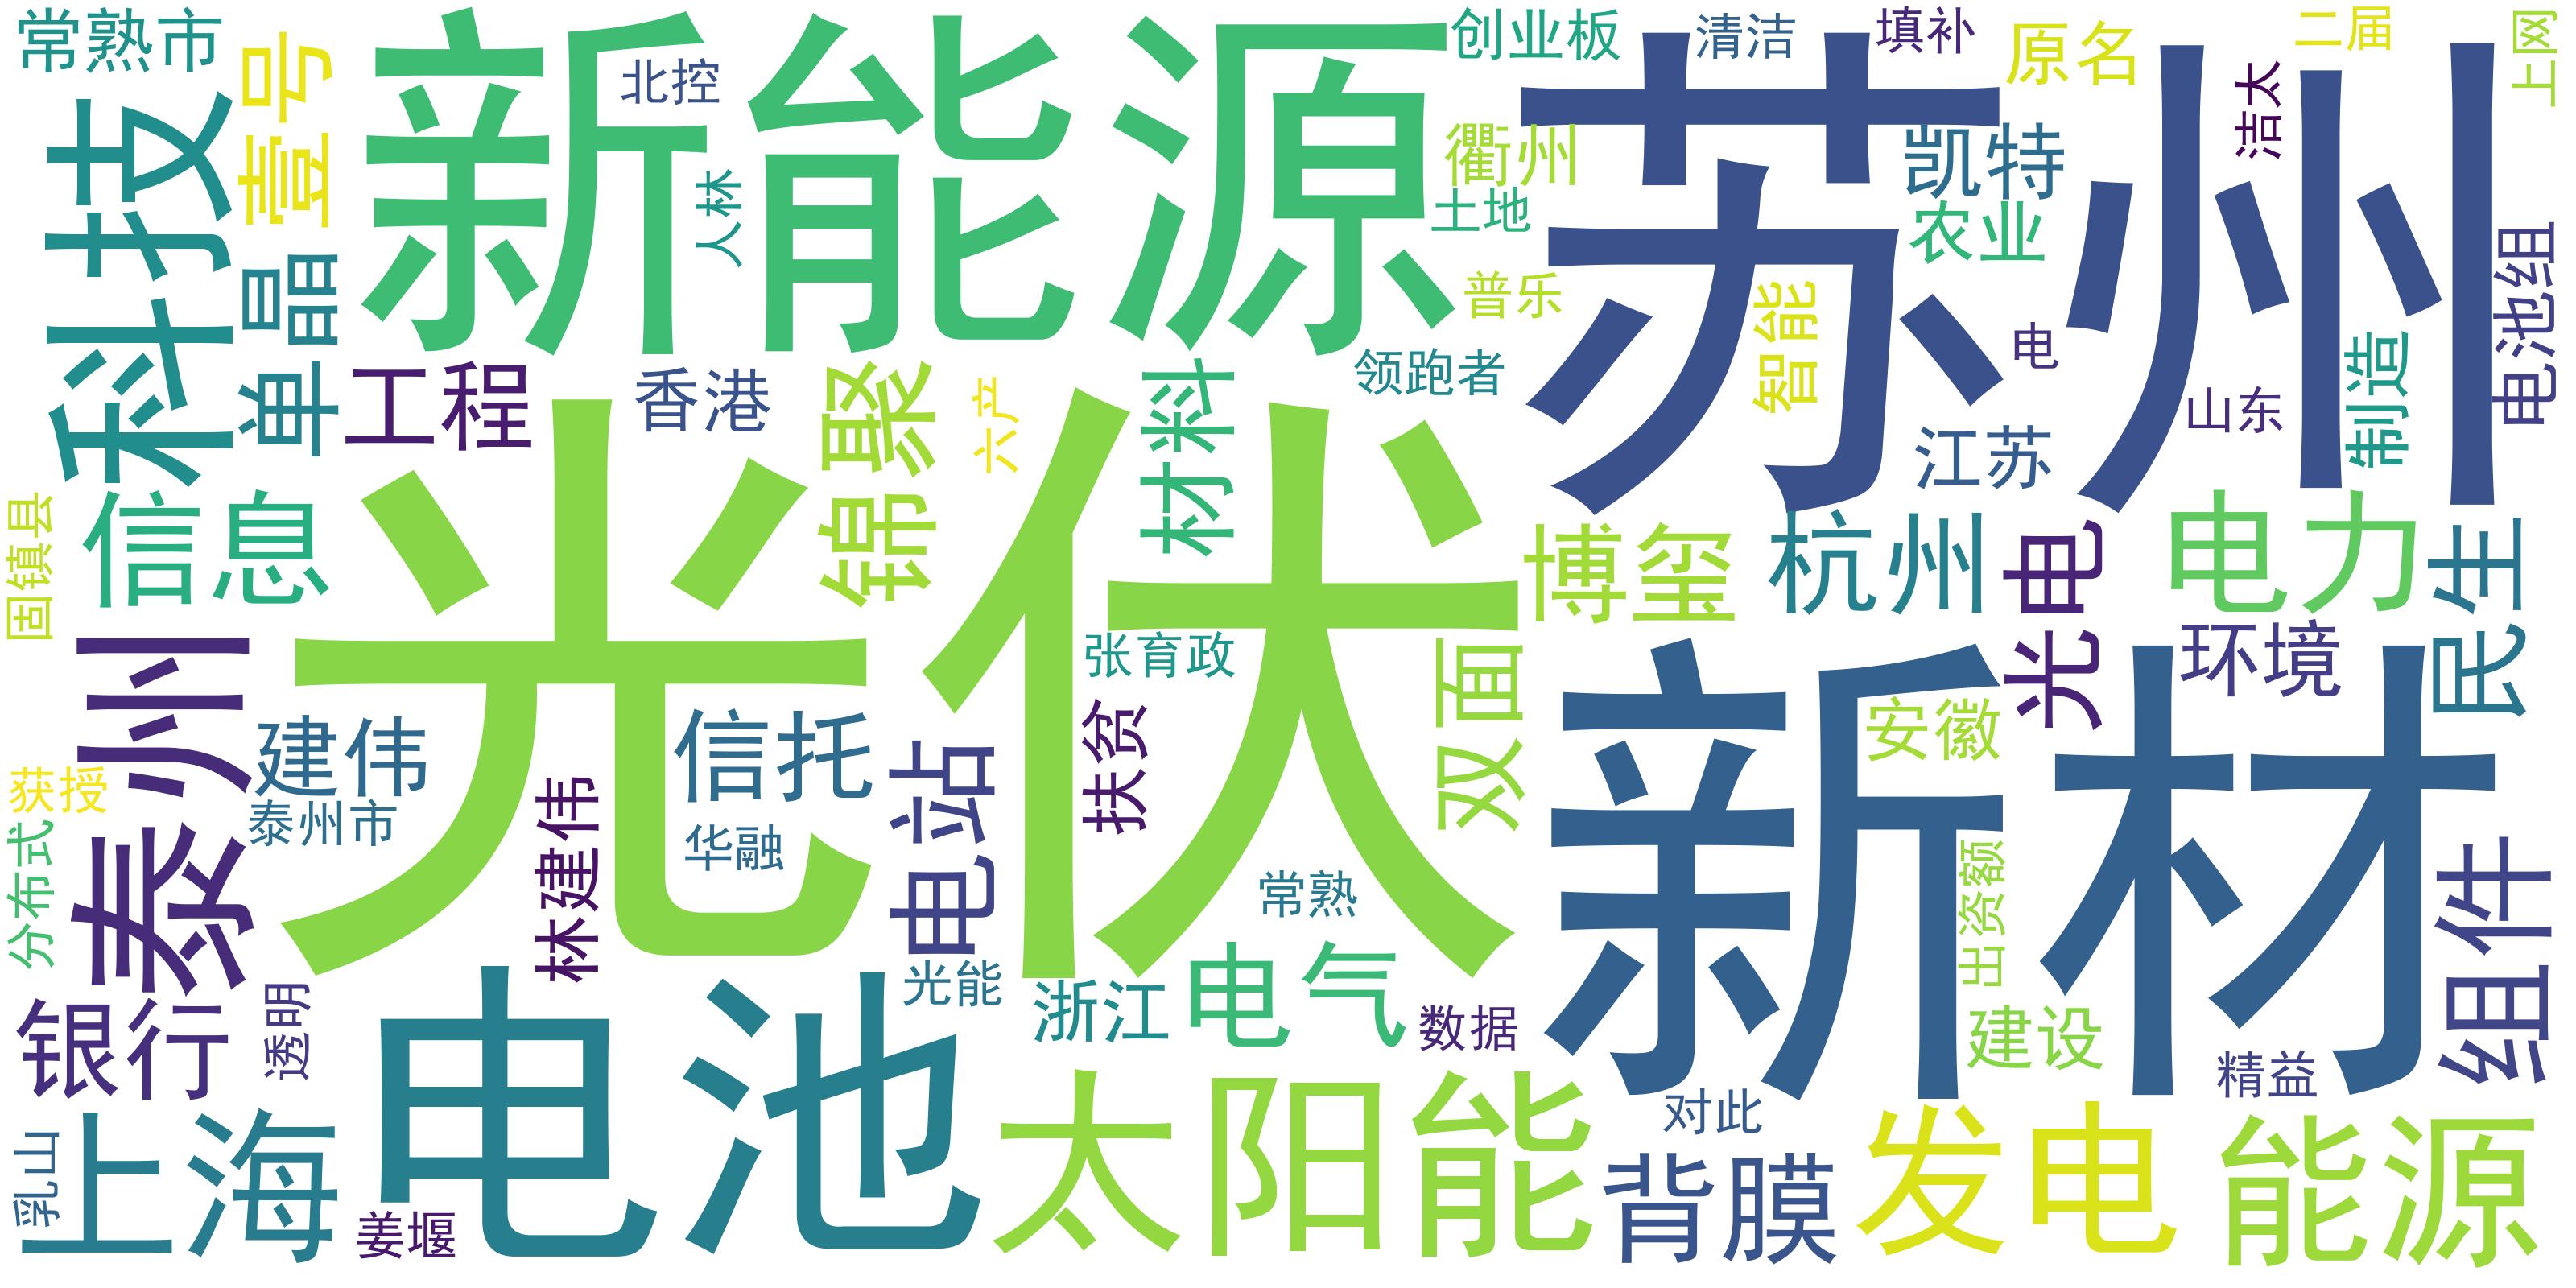 常熟市
新能源
创业板
清洁
填补
原名
二届
上网
壹号
北控
苏州
洁太
科技
衢州
凯特
人林
土地
农业
电池组
单晶
普乐
智能
电
制造
工程
香港
锦聚
六产
材料
领跑者
江苏
山东
信息
光伏
博玺
杭州
光电
电力
民生
固镇县
泰州
张育政
双面
新材
环境
建伟
信托
扶贫
安徽
获授
泰州市
林建伟
华融
电站
分布式
常熟
出资额
组件
银行
透明
电池
光能
浙江
电气
数据
建设
精益
上海
乳山
姜堰
太阳能
对此
背膜
发电
能源